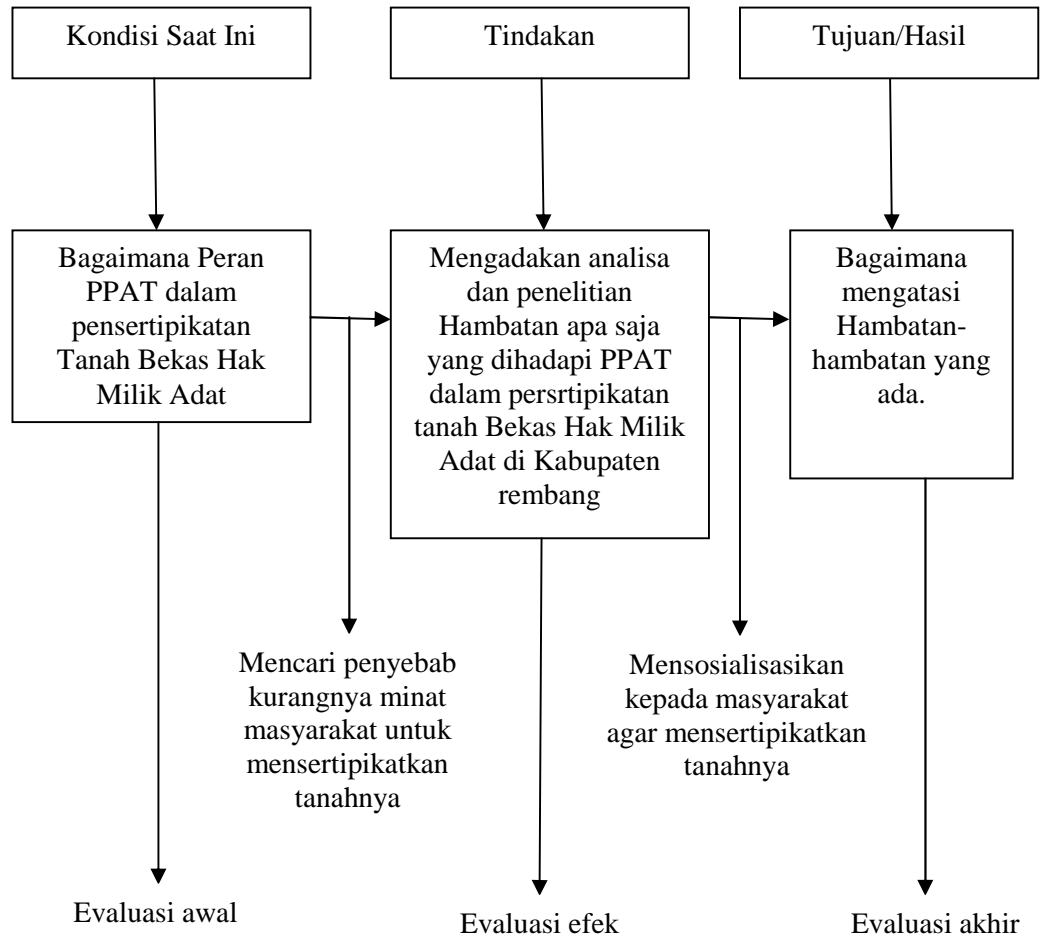 Kondisi Saat Ini
Tindakan
Tujuan/Hasil
Bagaimana Peran
PPAT dalam
pensertipikatan
Tanah Bekas Hak
Milik Adat
Mengadakan analisa
dan penelitian
Hambatan apa saja
yang dihadapi PPAT
dalam persrtipikatan
tanah Bekas Hak Milik
Adat di Kabupaten
rembang
Bagaimana
mengatasi
Hambatan-
hambatan yang
ada.
Mencari penyebab
kurangnya minat
masyarakat untuk
mensertipikatkan
tanahnya
Mensosialisasikan
kepada masyarakat
agar mensertipikatkan
tanahnya
Evaluasi awal
Evaluasi efek
Evaluasi akhir